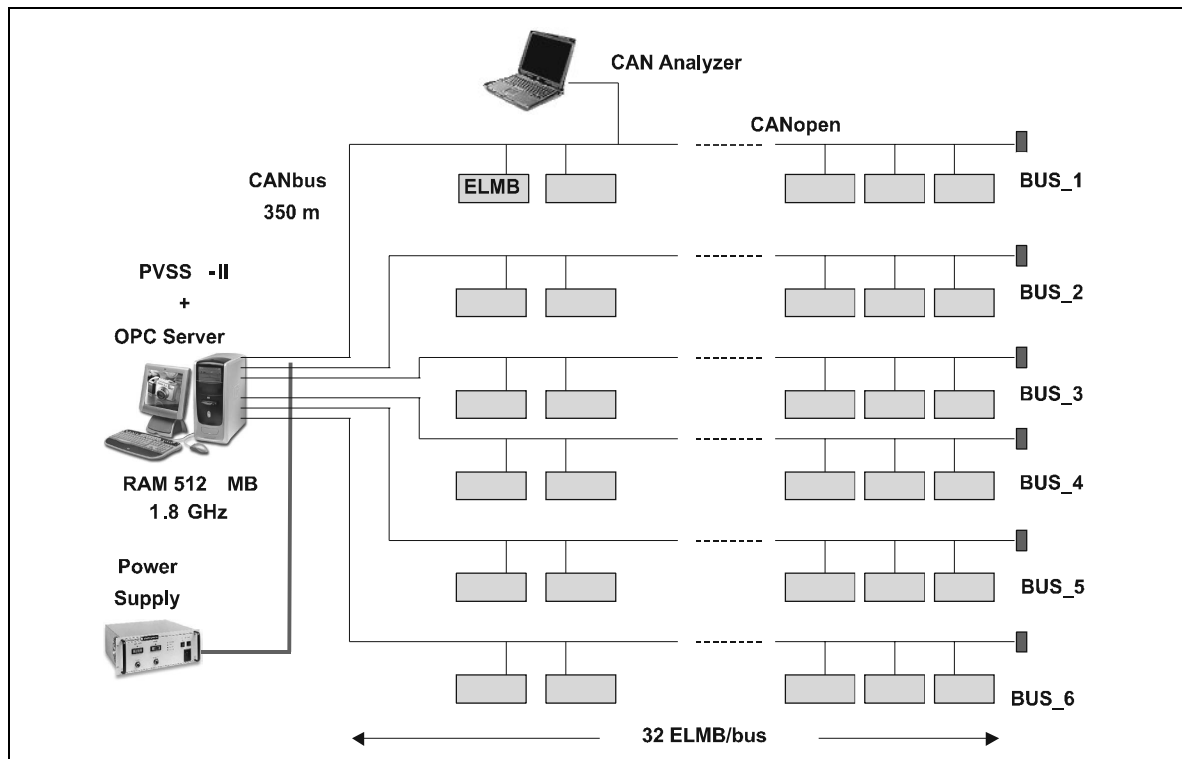 CAN Analyzer
CANopen
CANbus
350 m
ELMB
BUS_1
PVSS -II
+
OPC Server
BUS_2
BUS_3
BUS_4
RAM 512 MB
1.8 GHz
Power
Supply
BUS_5
BUS_6
32 ELMB/bus